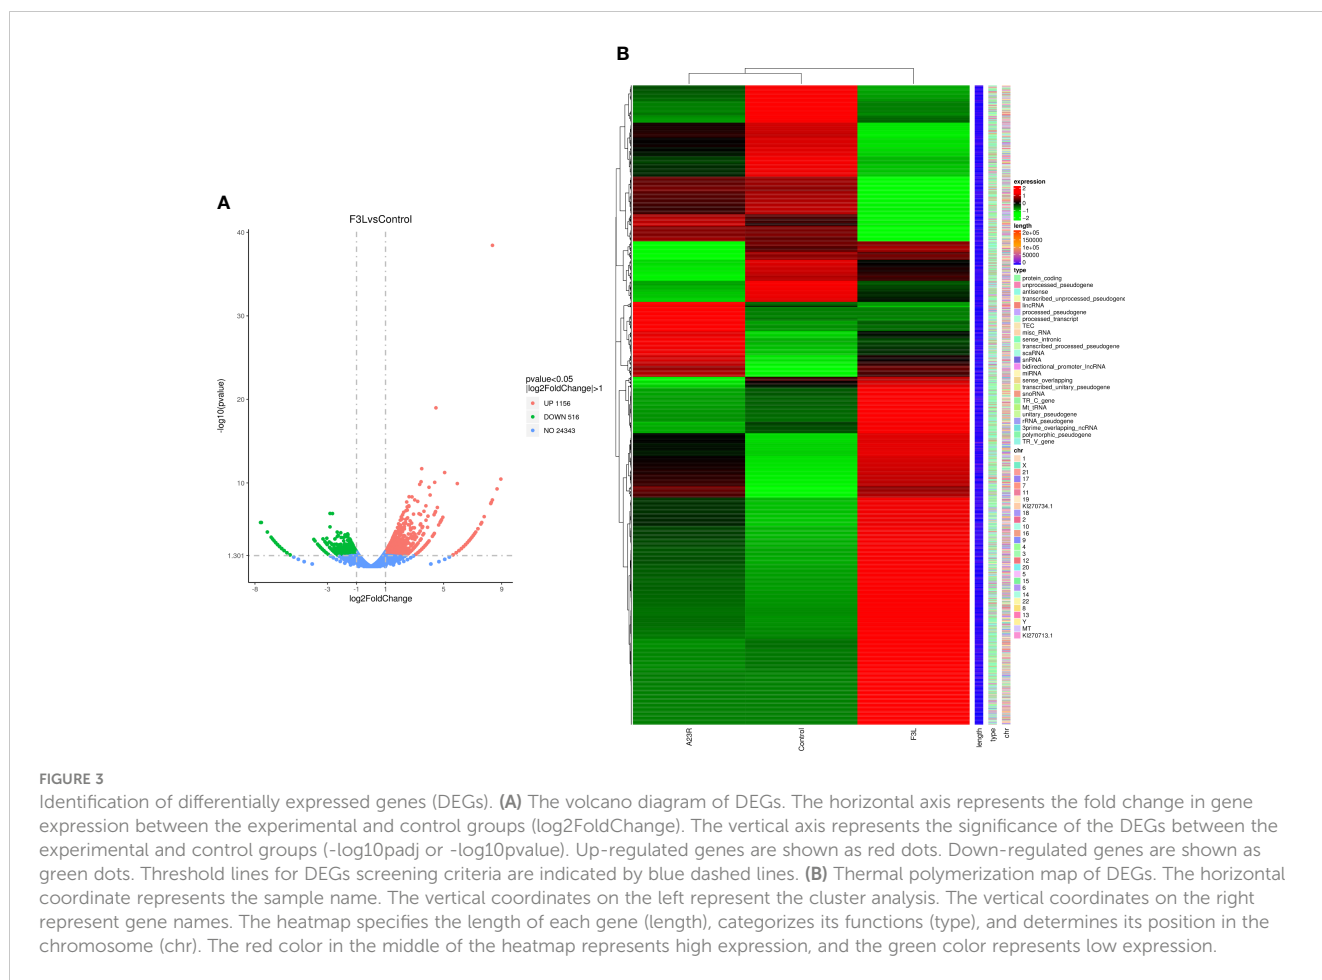 A
F3LvsControl
40
30
20
10
1.301
-log10(pvalue)
-8
-3
-1
1
5
9
log2FoldChange
pvalue<0.05
|log2FoldChange|>1
UP 1156
DOWN 516
NO 24343
B
A23R
Control
F3L
length
type
chr
expression
2
1
0
-1
-2
length
2e+05
150000
1e+05
50000
0
type
protein_coding
unprocessed_pseudogene
antisense
transcribed_unprocessed_pseudogene
lincRNA
processed_pseudogene
processed_transcript
TEC
misc_RNA
sense_intronic
transcribed_processed_pseudogene
scaRNA
snRNA
bidirectional_promoter_lncRNA
miRNA
sense_overlapping
transcribed_unitary_pseudogene
snoRNA
TR_C_gene
Mt_tRNA
unitary_pseudogene
rRNA_pseudogene
3prime_overlapping_ncRNA
polymorphic_pseudogene
TR_V_gene
chr
1
X
21
17
7
11
19
KI270734.1
18
2
10
16
9
4
3
12
20
5
15
6
14
22
8
13
Y
MT
KI270713.1
FIGURE 3
Identification of differentially expressed genes (DEGs). (A) The volcano diagram of DEGs. The horizontal axis represents the fold change in gene
expression between the experimental and control groups (log2FoldChange). The vertical axis represents the significance of the DEGs between the
experimental and control groups (-log10padj or -log10pvalue). Up-regulated genes are shown as red dots. Down-regulated genes are shown as
green dots. Threshold lines for DEGs screening criteria are indicated by blue dashed lines. (B) Thermal polymerization map of DEGs. The horizontal
coordinate represents the sample name. The vertical coordinates on the left represent the cluster analysis. The vertical coordinates on the right
represent gene names. The heatmap specifies the length of each gene (length), categorizes its functions (type), and determines its position in the
chromosome (chr). The red color in the middle of the heatmap represents high expression, and the green color represents low expression.